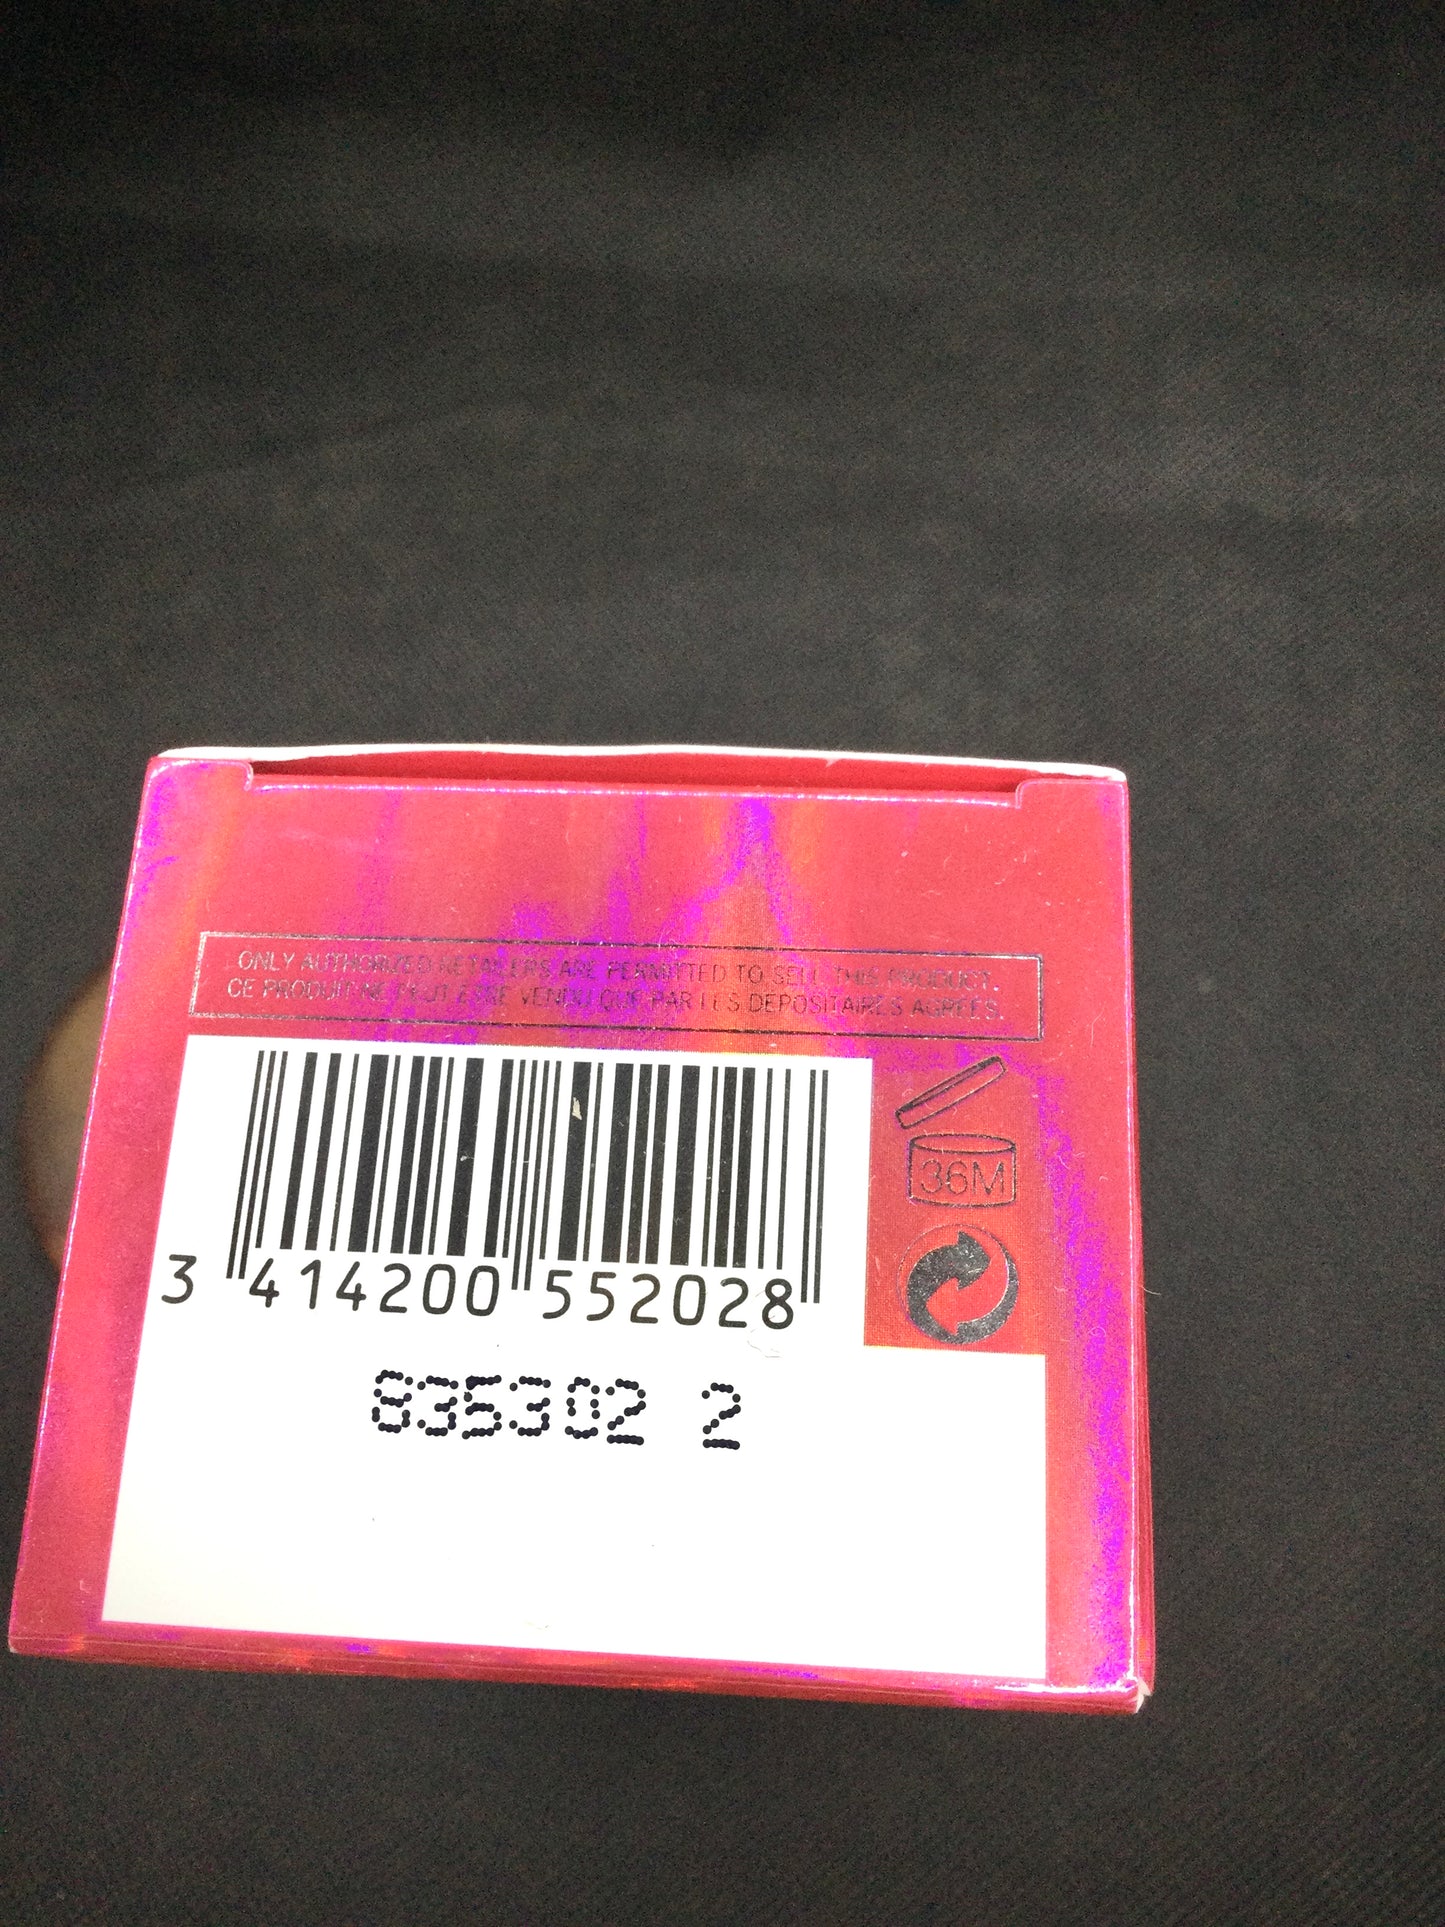 ONLY AUTHORIZED RETAILERS ARE PERMITTED TO SELL THIS PRODUCT.
CE PRODUIT NE PEUT ETRE VENDU QUE PAR LES DEPOSITAIRES AGREES.
36M
3 414200 552028
835302 2